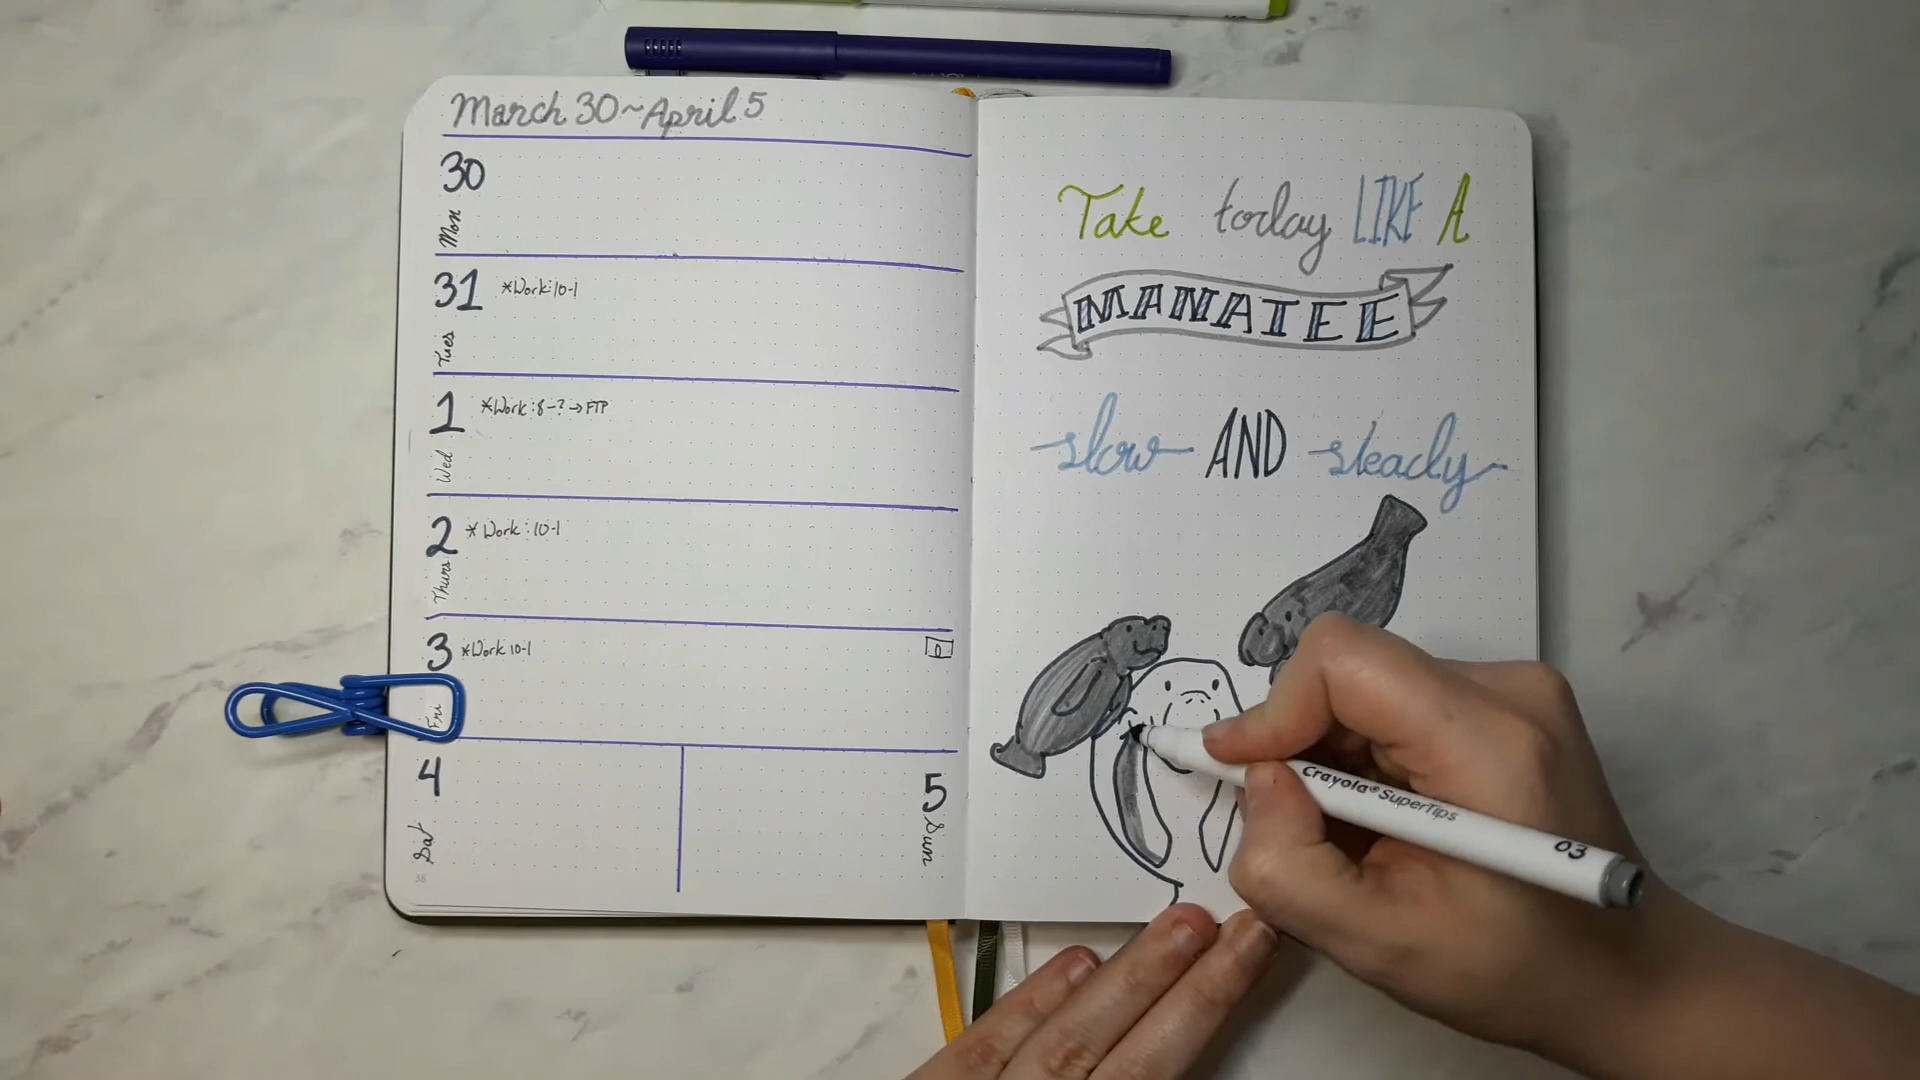 March 30~April 5
30
Mon
31 *Work:10-1
Tues
1 *Work:8-?→FTP
Wed
2 *Work:10-1
Thurs
3 *Work 10-1
Fri
4
Sat
5
Sun
38
Take today LIKE A
MANATEE
slow AND steady
Crayola® SuperTips 03